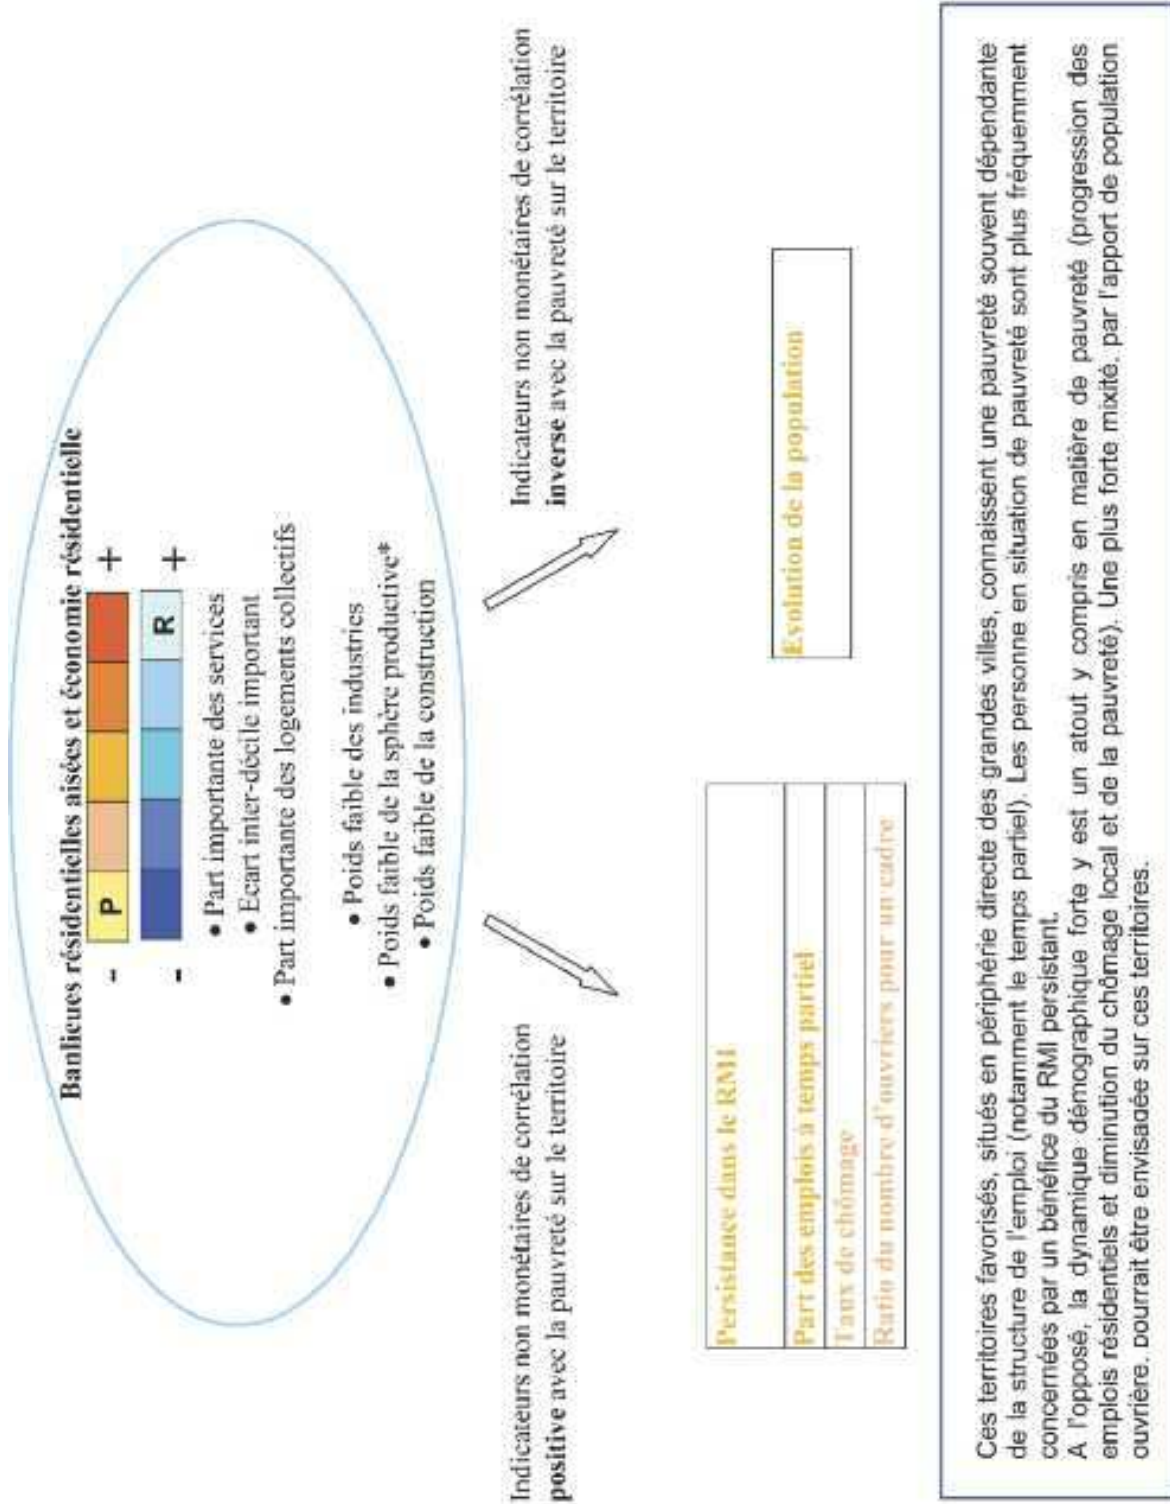 Banlieues résidentielles aisées et économie résidentielle
- P +
- R +
• Part importante des services
• Ecart inter-décile important
• Part importante des logements collectifs
• Poids faible des industries
• Poids faible de la sphère productive*
• Poids faible de la construction
Indicateurs non monétaires de corrélation
positive avec la pauvreté sur le territoire
Indicateurs non monétaires de corrélation
inverse avec la pauvreté sur le territoire
Persistance dans le RMI
Part des emplois à temps partiel
Taux de chômage
Ratio du nombre d'ouvriers pour un cadre
Evolution de la population
Ces territoires favorisés, situés en périphérie directe des grandes villes, connaissent une pauvreté souvent dépendante
de la structure de l'emploi (notamment le temps partiel). Les personne en situation de pauvreté sont plus fréquemment
concernées par un bénéfice du RMI persistant.
A l'opposé, la dynamique démographique forte y est un atout y compris en matière de pauvreté (progression des
emplois résidentiels et diminution du chômage local et de la pauvreté). Une plus forte mixité, par l'apport de population
ouvrière, pourrait être envisagée sur ces territoires.